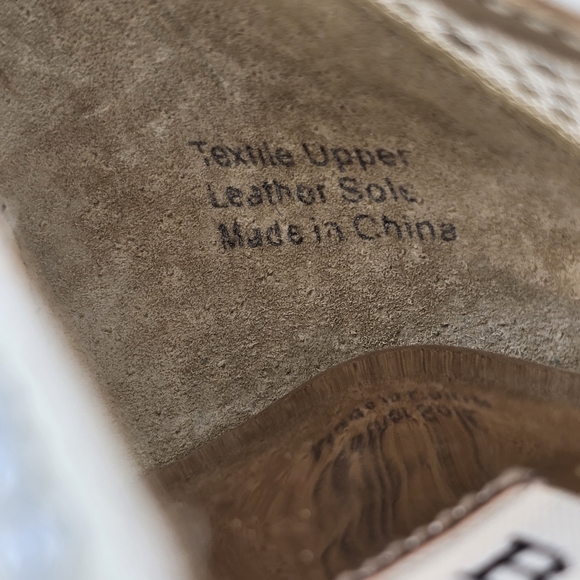 Textile Upper
Leather Sole
Made in China